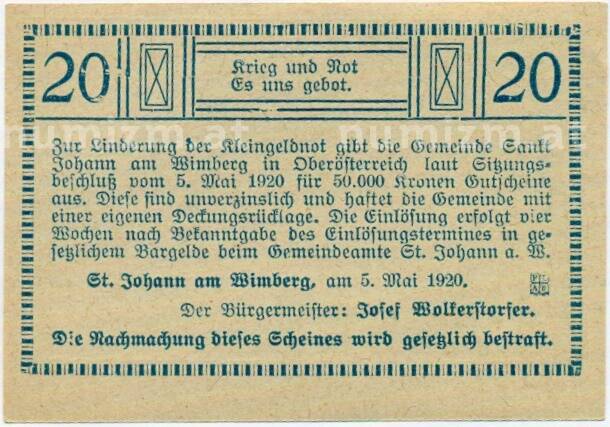 20 Krieg und Not 20
Es uns gebot.
Zur Linderung der Kleingeldnot gibt die Gemeinde Sankt
Johann am Wimberg in Oberösterreich laut Sitzungs-
beschluß vom 5. Mai 1920 für 50.000 Kronen Gutscheine
aus. Diese sind unverzinslich und haftet die Gemeinde mit
einer eigenen Deckungsrücklage. Die Einlösung erfolgt vier
Wochen nach Bekanntgabe des Einlösungstermines in ge-
setzlichem Bargelde beim Gemeindeamte St. Johann a. W.
St. Johann am Wimberg, am 5. Mai 1920.
Der Bürgermeister: Josef Wolkerstorfer.
Die Nachmachung dieses Scheines wird gesetzlich bestraft.
numizm.at numizm.at